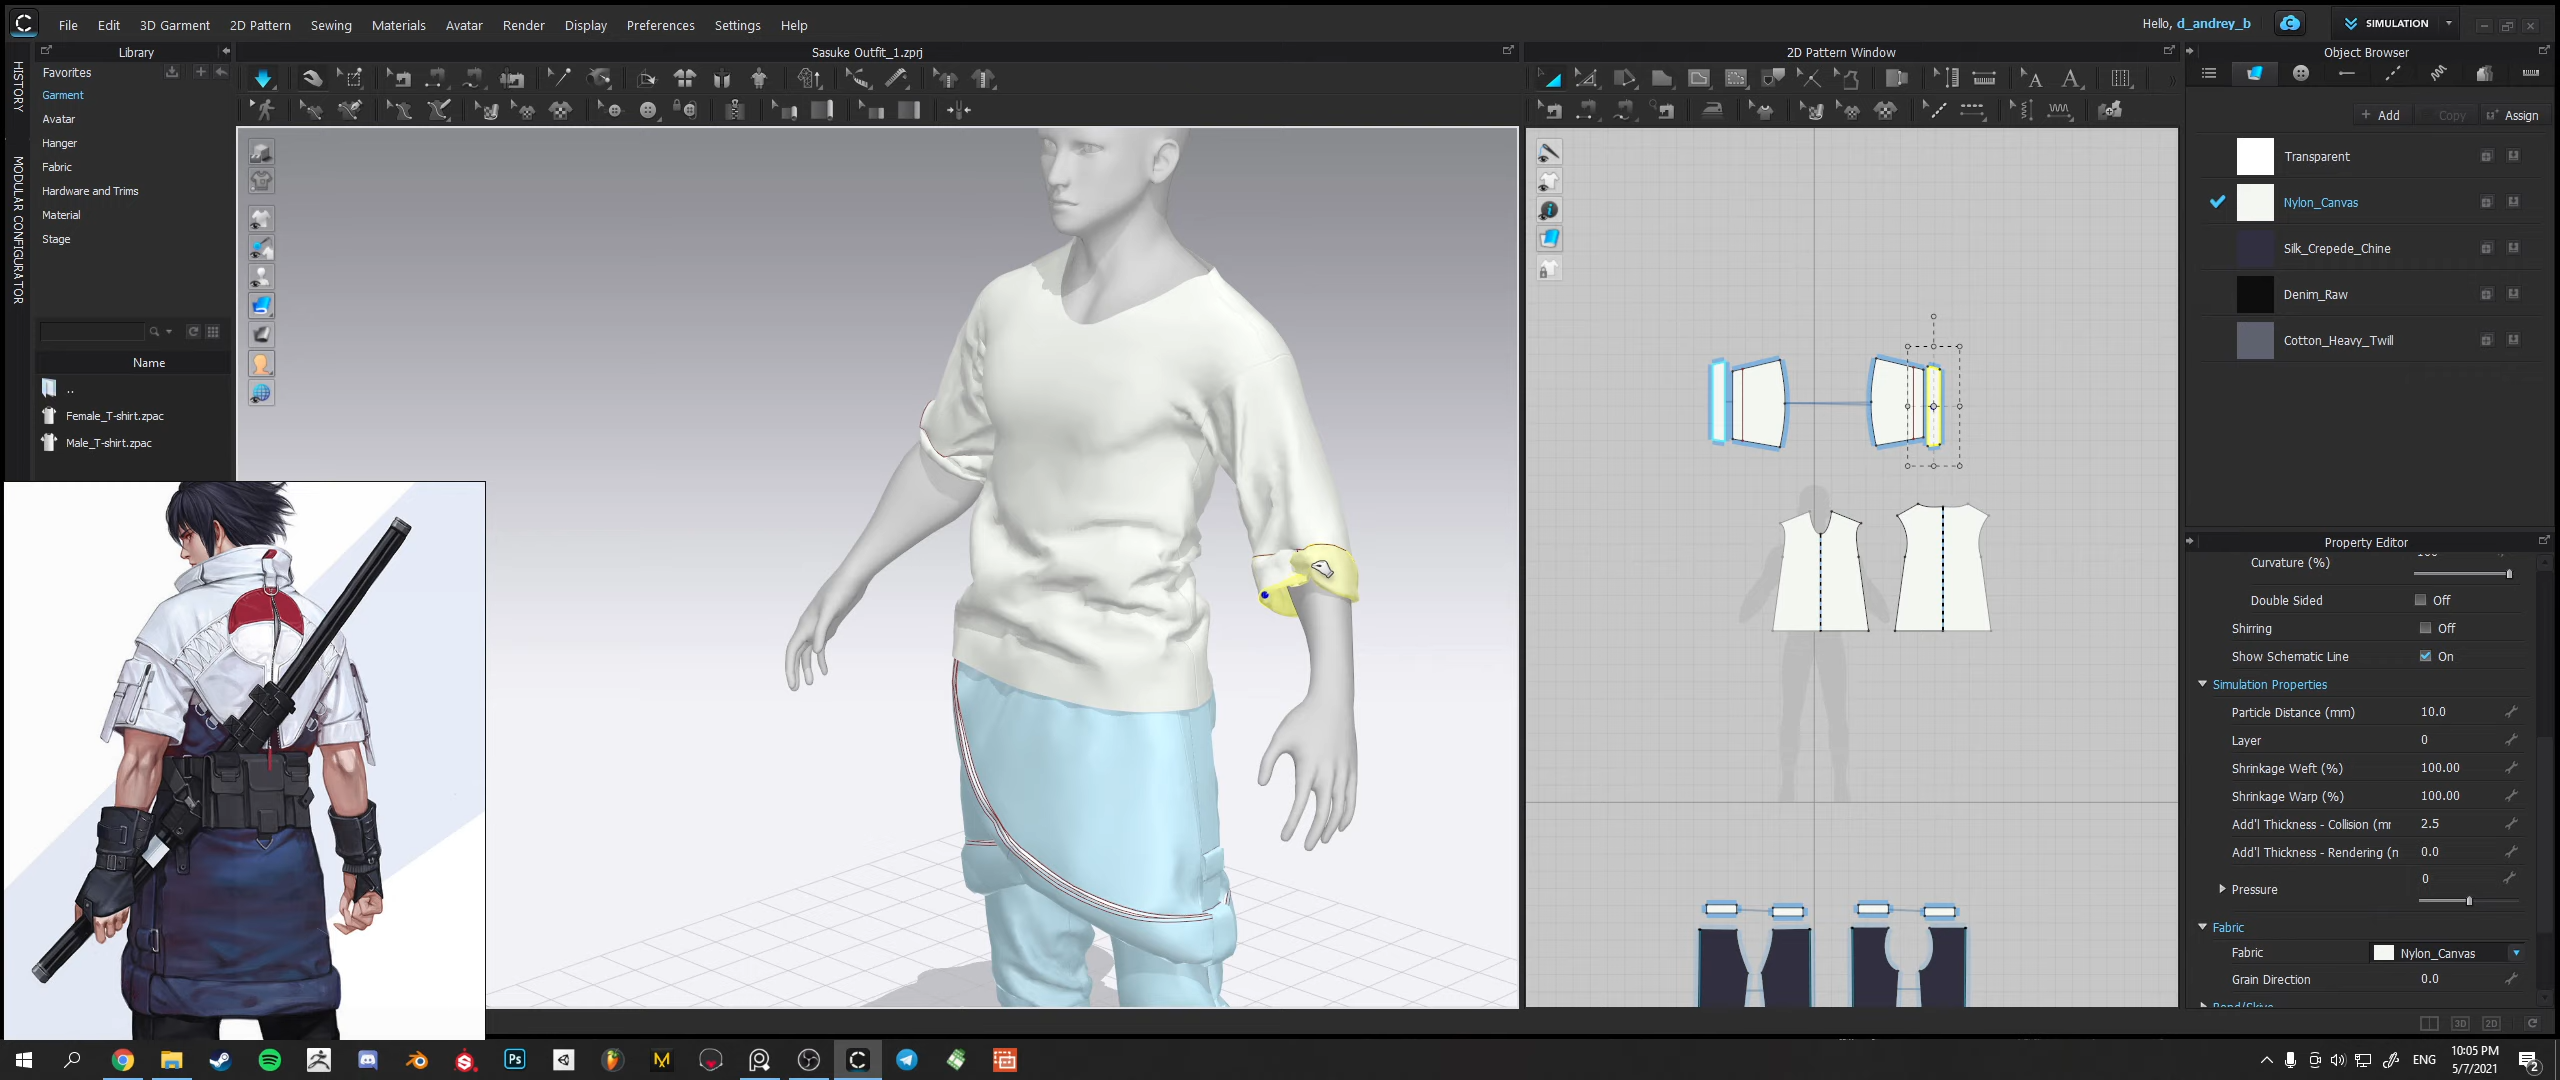 File Edit 3D Garment 2D Pattern Sewing Materials Avatar Render Display Preferences Settings Help
Hello, d_andrey_b
SIMULATION
Library
Sasuke Outfit_1.zprj
2D Pattern Window
Object Browser
HISTORY
MODULAR CONFIGURATOR
Favorites
Garment
Avatar
Hanger
Fabric
Hardware and Trims
Material
Stage
Name
..
Female_T-shirt.zpac
Male_T-shirt.zpac
Add Copy Assign
Transparent
Nylon_Canvas
Silk_Crepede_Chine
Denim_Raw
Cotton_Heavy_Twill
Property Editor
Curvature (%)
Double Sided Off
Shirring Off
Show Schematic Line On
Simulation Properties
Particle Distance (mm) 10.0
Layer 0
Shrinkage Weft (%) 100.00
Shrinkage Warp (%) 100.00
Add'l Thickness - Collision (mr 2.5
Add'l Thickness - Rendering (n 0.0
Pressure 0
Fabric
Fabric Nylon_Canvas
Grain Direction 0.0
3D 2D
Ps
ENG
10:05 PM
5/7/2021
2